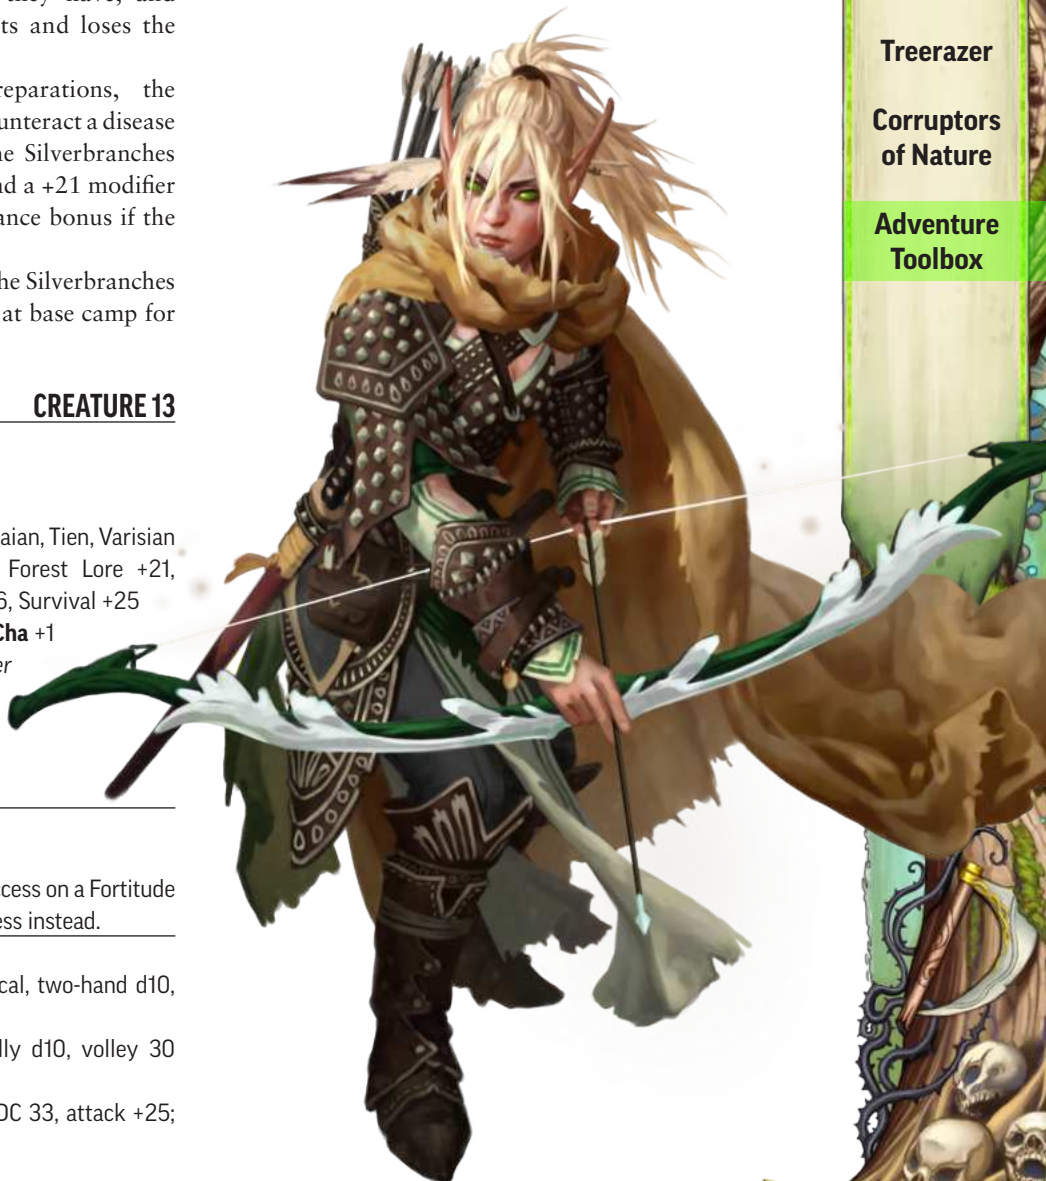 they have, and
ts and loses the
reparations, the
unteract a disease
he Silverbranches
nd a +21 modifier
ance bonus if the
he Silverbranches
at base camp for
CREATURE 13
aian, Tien, Varisian
Forest Lore +21,
6, Survival +25
Cha +1
er
ccess on a Fortitude
ess instead.
cal, two-hand d10,
lly d10, volley 30
DC 33, attack +25;
Treerazer
Corruptors
of Nature
Adventure
Toolbox